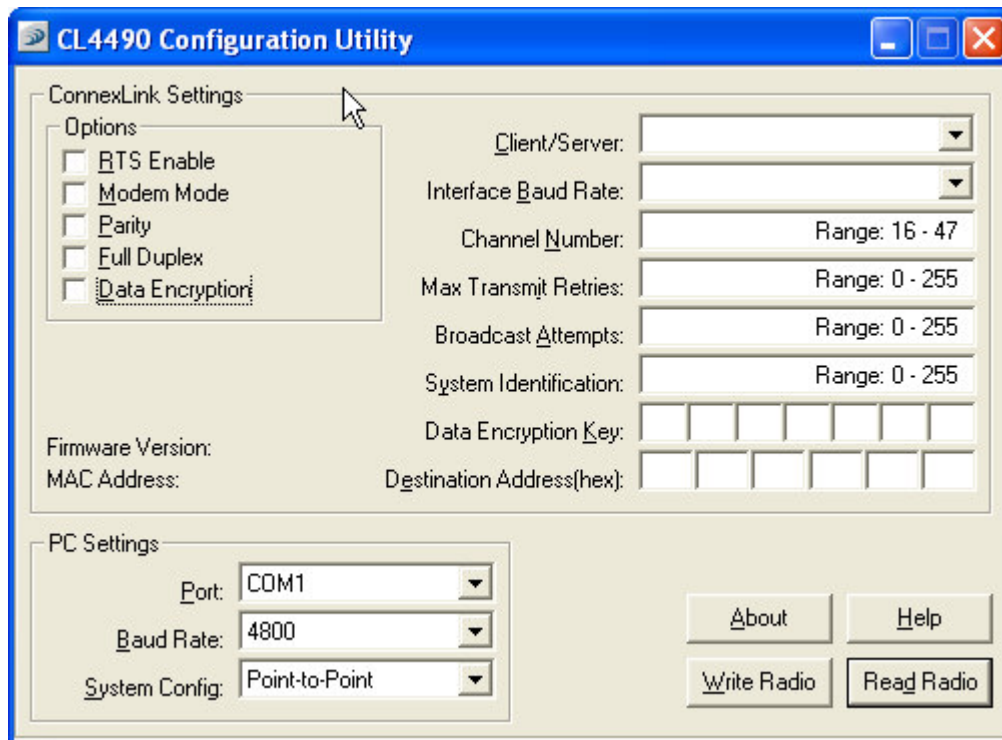 CL4490 Configuration Utility
ConnexLink Settings
Options
RTS Enable
Modem Mode
Parity
Full Duplex
Data Encryption
Client/Server:
Interface Baud Rate:
Channel Number: Range: 16 - 47
Max Transmit Retries: Range: 0 - 255
Broadcast Attempts: Range: 0 - 255
System Identification: Range: 0 - 255
Data Encryption Key:
Destination Address(hex):
Firmware Version:
MAC Address:
PC Settings
Port: COM1
Baud Rate: 4800
System Config: Point-to-Point
About
Help
Write Radio
Read Radio